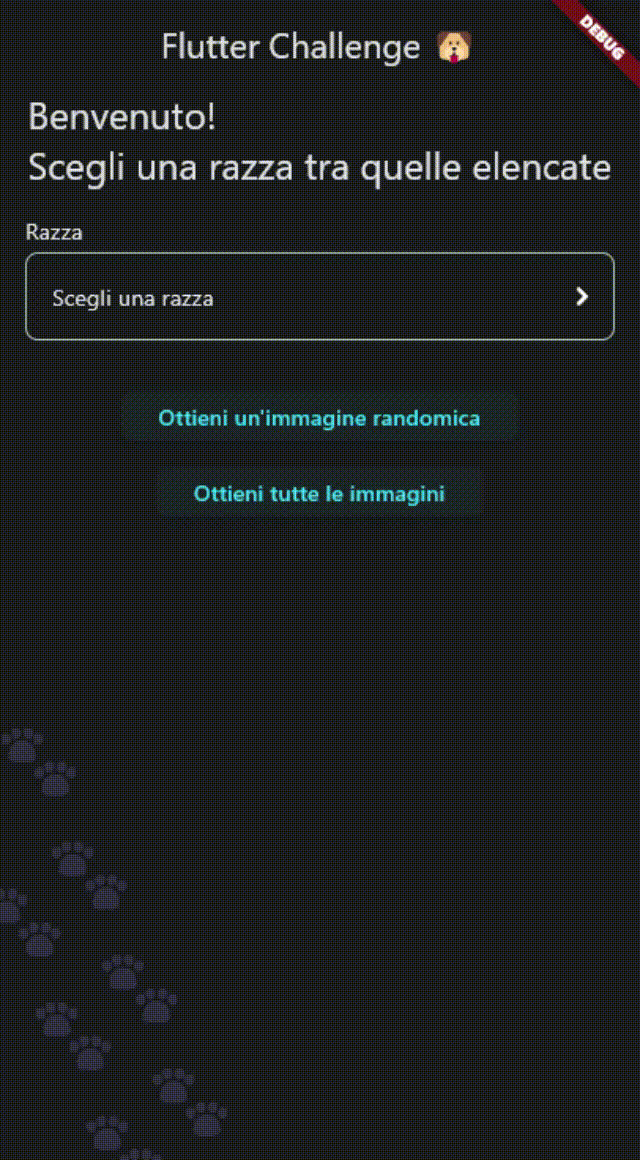 Flutter Challenge 🐶
DEBUG
Benvenuto!
Scegli una razza tra quelle elencate
Razza
Scegli una razza
Ottieni un'immagine randomica
Ottieni tutte le immagini